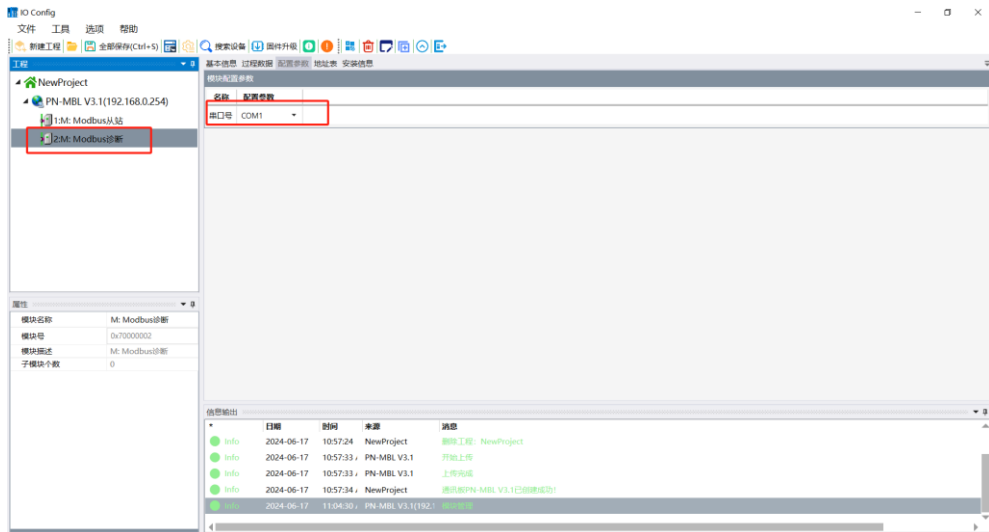 IO Config
文件 工具 选项 帮助
新建工程 全部保存(Ctrl+S) 搜索设备 固件升级
工程
NewProject
PN-MBL V3.1(192.168.0.254)
1:M: Modbus从站
2:M: Modbus诊断
基本信息 过程数据 配置参数 地址表 安装信息
模块配置参数
名称 配置参数
串口号 COM1
属性
模块名称 M: Modbus诊断
模块号 0x70000002
模块描述 M: Modbus诊断
子模块个数 0
信息输出
* 日期 时间 来源 消息
Info 2024-06-17 10:57:24 NewProject 删除工程: NewProject
Info 2024-06-17 10:57:33 PN-MBL V3.1 开始上传
Info 2024-06-17 10:57:33 PN-MBL V3.1 上传完成
Info 2024-06-17 10:57:34 NewProject 通讯板PN-MBL V3.1已创建成功!
Info 2024-06-17 11:04:30 PN-MBL V3.1(192.1 模块管理